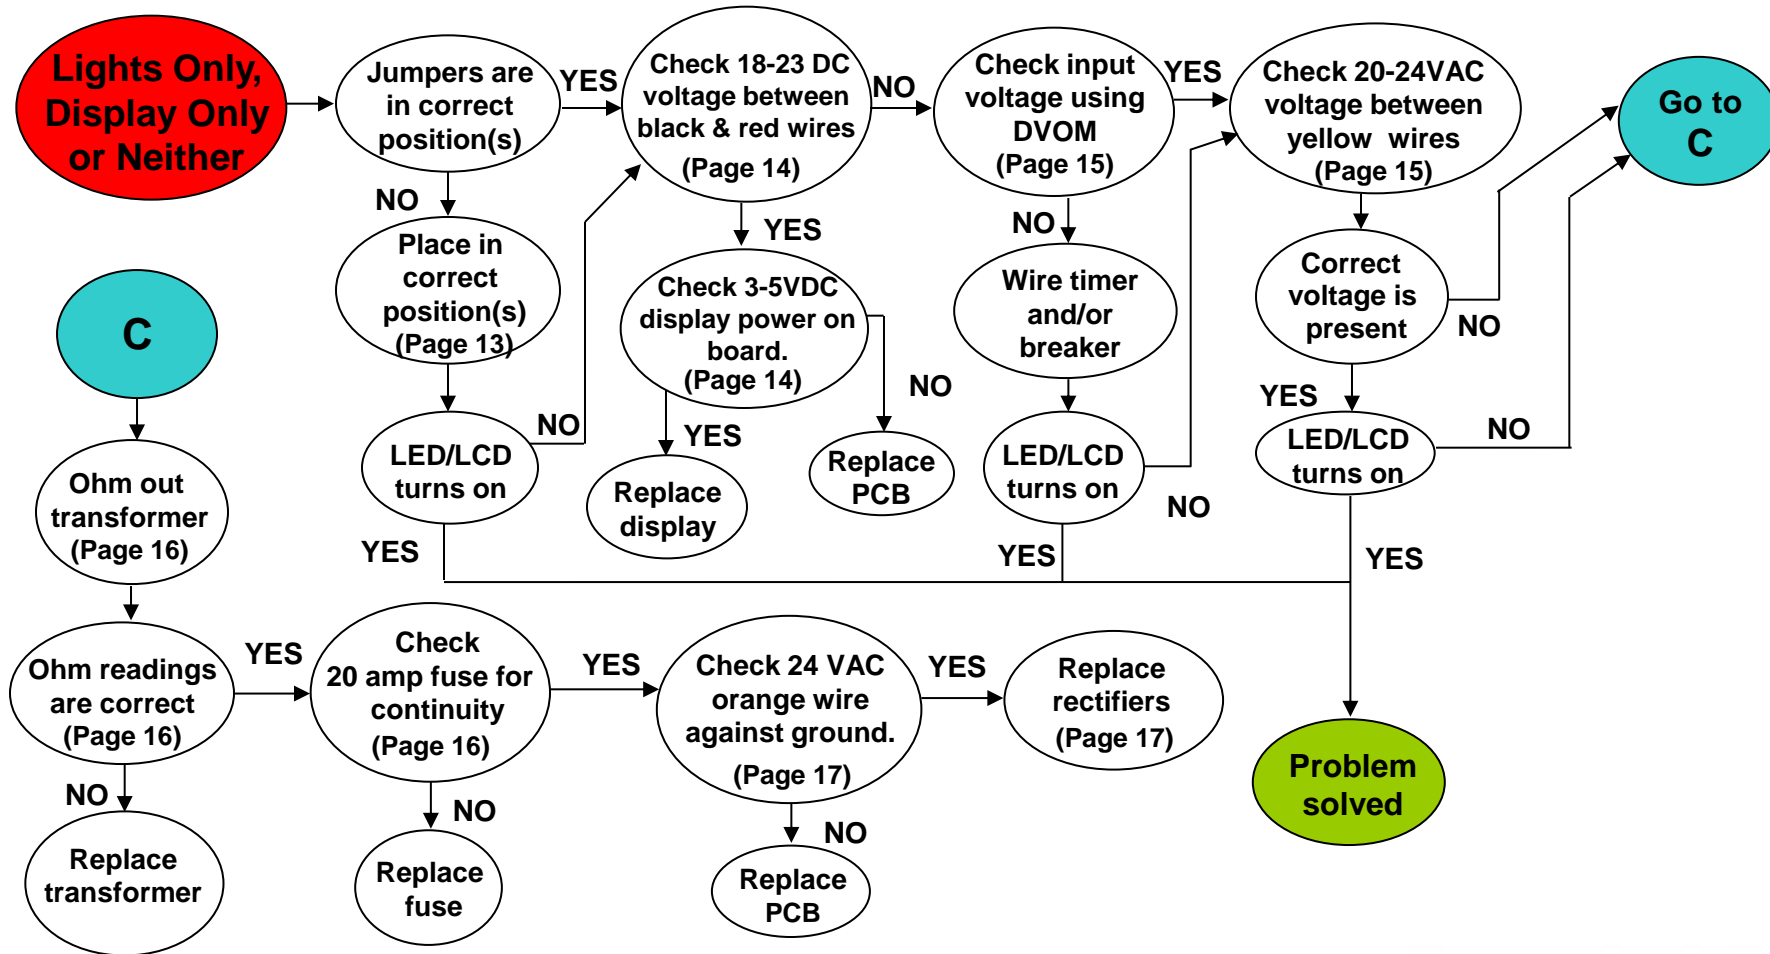 Lights Only,
Display Only
or Neither
Jumpers are
in correct
position(s)
YES
Check 18-23 DC
voltage between
black & red wires
(Page 14)
NO
Check input
voltage using
DVOM
(Page 15)
YES
Check 20-24VAC
voltage between
yellow wires
(Page 15)
Go to
C
NO
Place in
correct
position(s)
(Page 13)
YES
Check 3-5VDC
display power on
board.
(Page 14)
NO
Wire timer
and/or
breaker
Correct
voltage is
present
NO
C
NO
LED/LCD
turns on
YES
Replace
display
NO
Replace
PCB
LED/LCD
turns on
NO
YES
LED/LCD
turns on
NO
YES
YES
YES
Ohm out
transformer
(Page 16)
Ohm readings
are correct
(Page 16)
YES
Check
20 amp fuse for
continuity
(Page 16)
YES
Check 24 VAC
orange wire
against ground.
(Page 17)
YES
Replace
rectifiers
(Page 17)
Problem
solved
NO
Replace
transformer
NO
Replace
fuse
NO
Replace
PCB